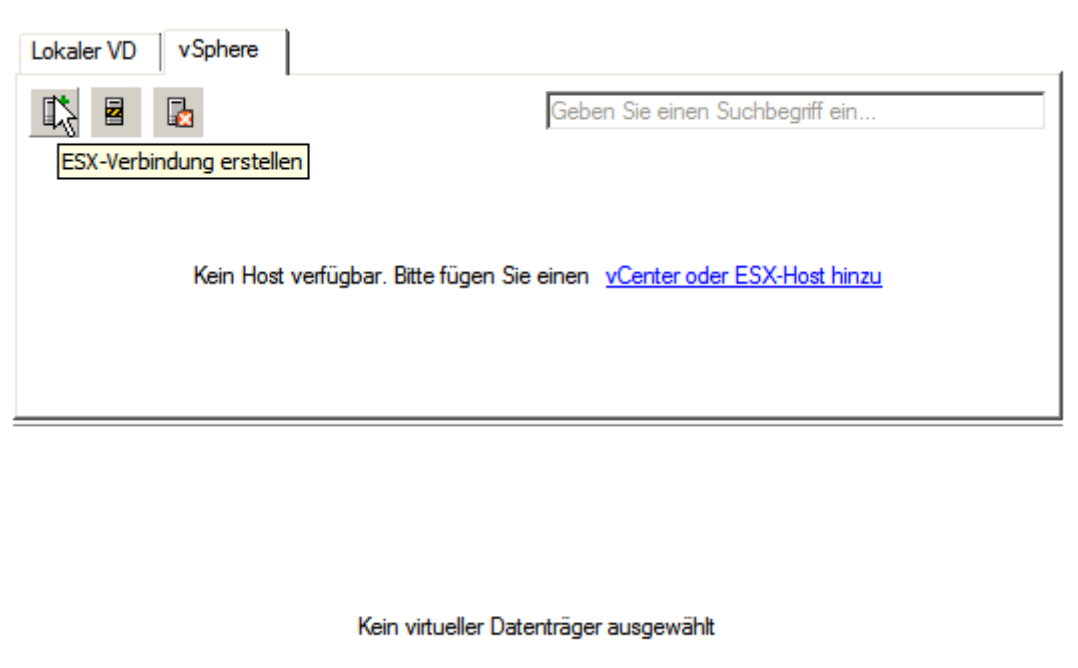 Lokaler VD
vSphere
Geben Sie einen Suchbegriff ein...
ESX-Verbindung erstellen
Kein Host verfügbar. Bitte fügen Sie einen vCenter oder ESX-Host hinzu
Kein virtueller Datenträger ausgewählt